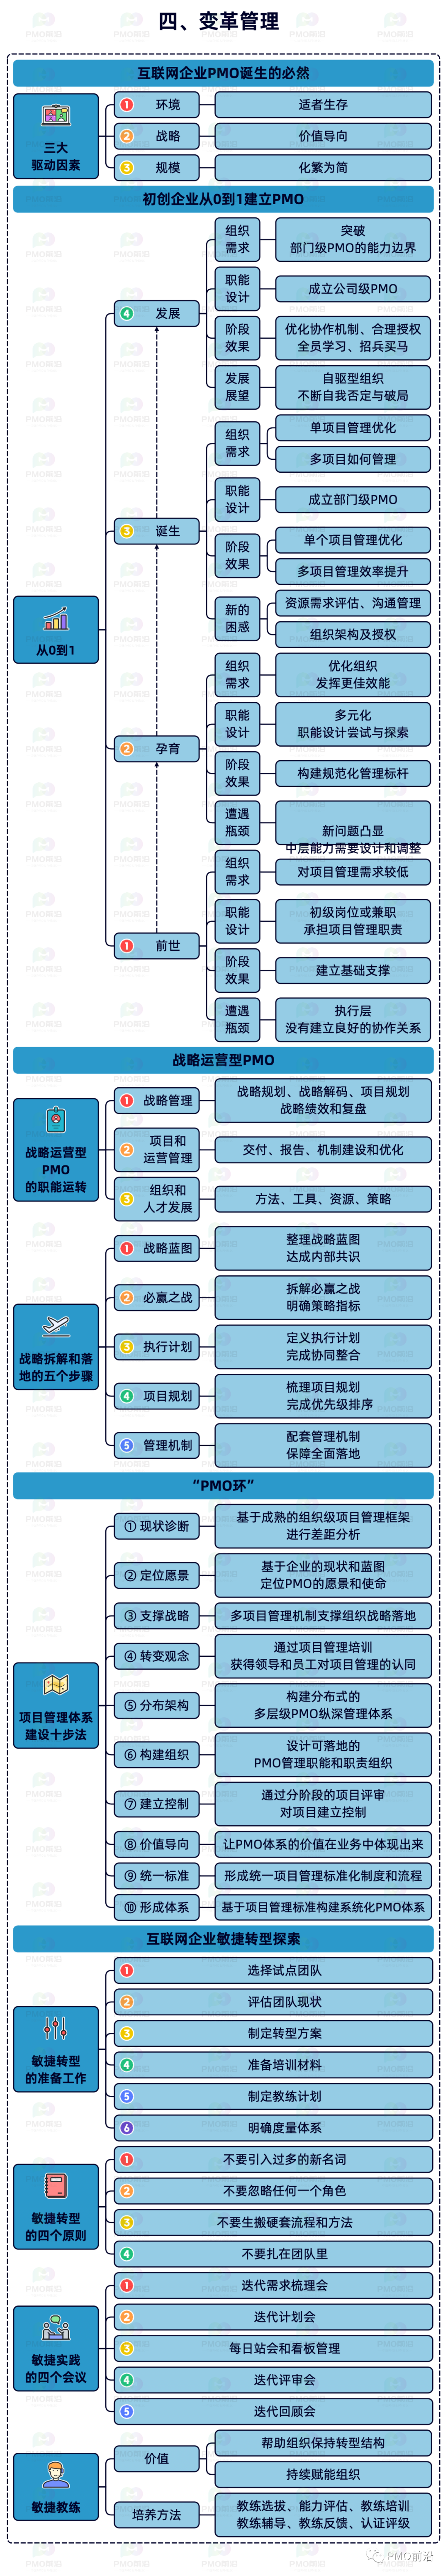 四、变革管理
互联网企业PMO诞生的必然
三大
驱动因素
1 环境
适者生存
2 战略
价值导向
3 规模
化繁为简
初创企业从0到1建立PMO
从0到1
4 发展
组织
需求
突破
部门级PMO的能力边界
职能
设计
成立公司级PMO
阶段
效果
优化协作机制、合理授权
全员学习、招兵买马
发展
展望
自驱型组织
不断自我否定与破局
3 诞生
组织
需求
单项目管理优化
多项目如何管理
职能
设计
成立部门级PMO
阶段
效果
单个项目管理优化
多项目管理效率提升
新的
困惑
资源需求评估、沟通管理
组织架构及授权
2 孕育
组织
需求
优化组织
发挥更佳效能
职能
设计
多元化
职能设计尝试与探索
阶段
效果
构建规范化管理标杆
遭遇
瓶颈
新问题凸显
中层能力需要设计和调整
1 前世
组织
需求
对项目管理需求较低
职能
设计
初级岗位或兼职
承担项目管理职责
阶段
效果
建立基础支撑
遭遇
瓶颈
执行层
没有建立良好的协作关系
战略运营型PMO
战略运营型
PMO
的职能运转
1 战略管理
战略规划、战略解码、项目规划
战略绩效和复盘
2 项目和
运营管理
交付、报告、机制建设和优化
3 组织和
人才发展
方法、工具、资源、策略
战略拆解和落
地的五个步骤
1 战略蓝图
整理战略蓝图
达成内部共识
2 必赢之战
拆解必赢之战
明确策略指标
3 执行计划
定义执行计划
完成协同整合
4 项目规划
梳理项目规划
完成优先级排序
5 管理机制
配套管理机制
保障全面落地
“PMO环”
项目管理体系
建设十步法
① 现状诊断
基于成熟的组织级项目管理框架
进行差距分析
② 定位愿景
基于企业的现状和蓝图
定位PMO的愿景和使命
③ 支撑战略
多项目管理机制支撑组织战略落地
④ 转变观念
通过项目管理培训
获得领导和员工对项目管理的认同
⑤ 分布架构
构建分布式的
多层级PMO纵深管理体系
⑥ 构建组织
设计可落地的
PMO管理职能和职责组织
⑦ 建立控制
通过分阶段的项目评审
对项目建立控制
⑧ 价值导向
让PMO体系的价值在业务中体现出来
⑨ 统一标准
形成统一项目管理标准化制度和流程
⑩ 形成体系
基于项目管理标准构建系统化PMO体系
互联网企业敏捷转型探索
敏捷转型
的准备工作
1 选择试点团队
2 评估团队现状
3 制定转型方案
4 准备培训材料
5 制定教练计划
6 明确度量体系
敏捷转型
的四个原则
1 不要引入过多的新名词
2 不要忽略任何一个角色
3 不要生搬硬套流程和方法
4 不要扎在团队里
敏捷实践
的四个会议
1 迭代需求梳理会
2 迭代计划会
3 每日站会和看板管理
4 迭代评审会
5 迭代回顾会
敏捷教练
价值
帮助组织保持转型结构
持续赋能组织
培养方法
教练选拔、能力评估、教练培训
教练辅导、教练反馈、认证评级
PMO前沿